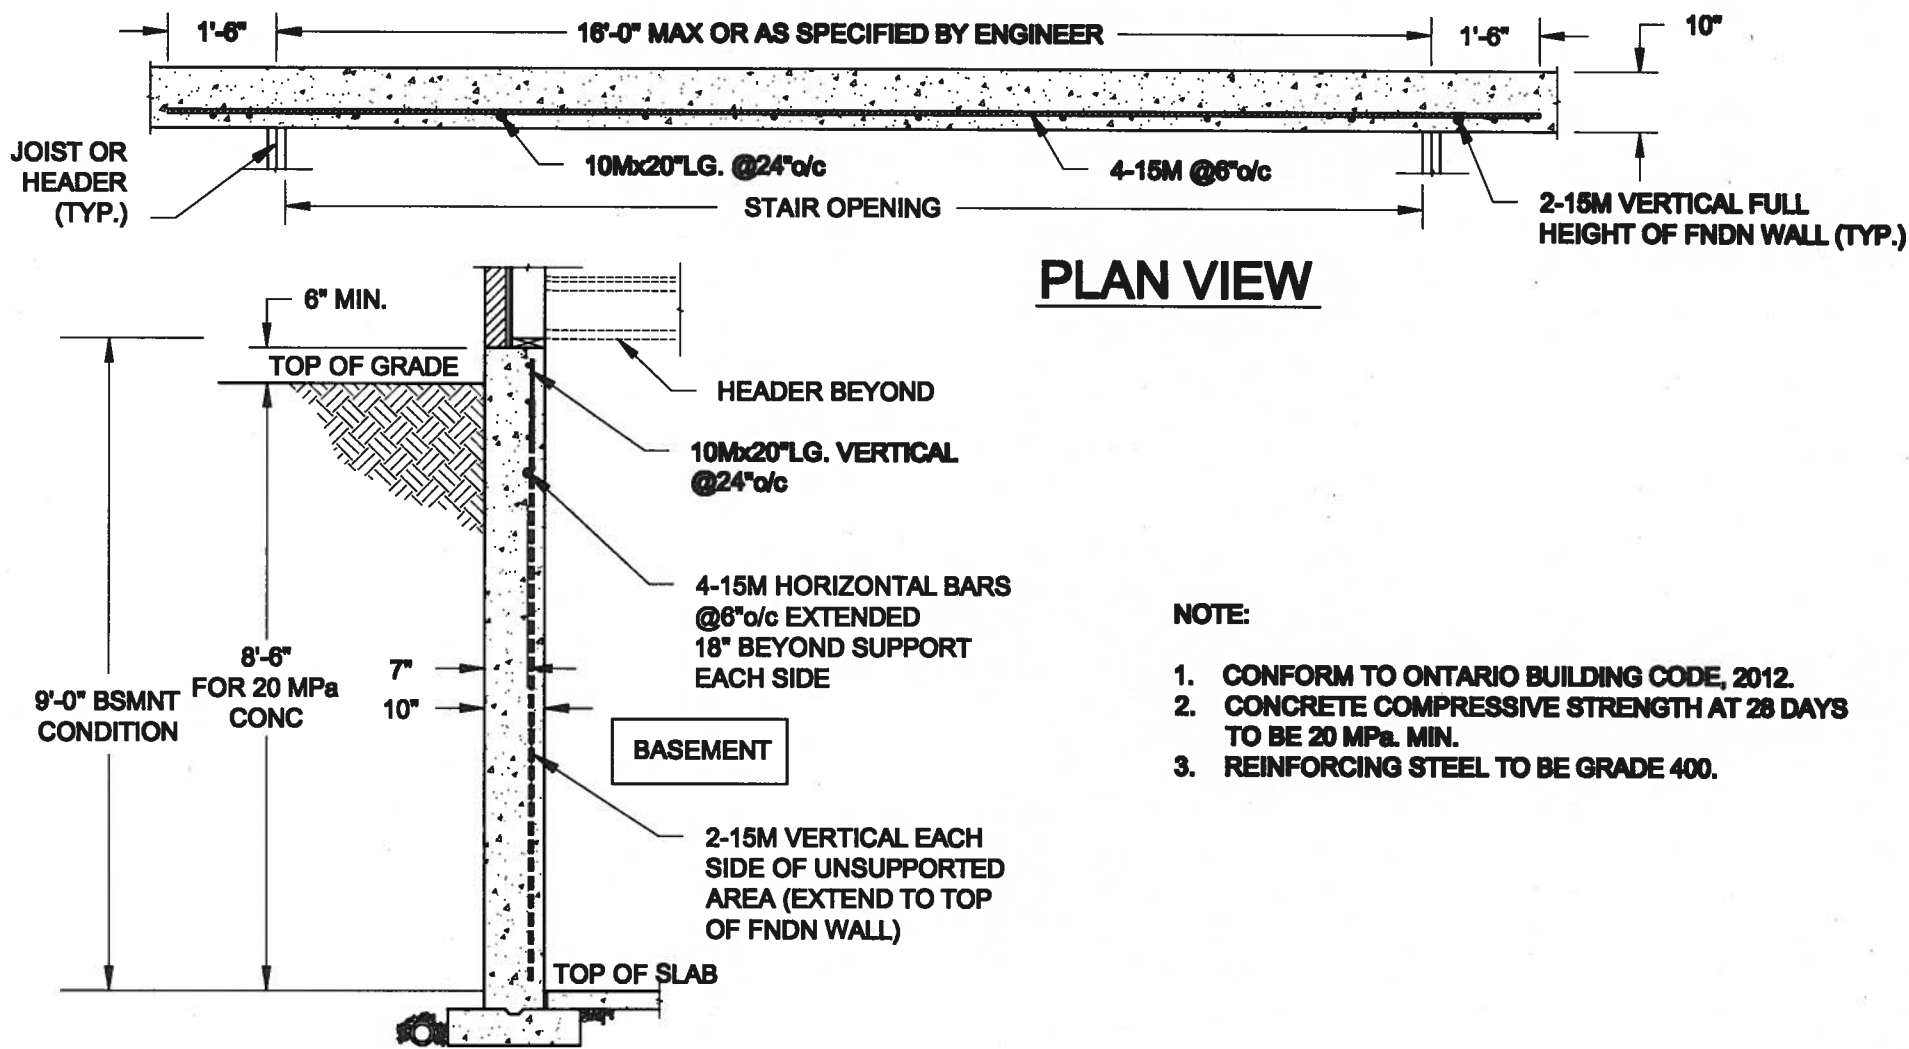 1'-6"
16'-0" MAX OR AS SPECIFIED BY ENGINEER
1'-6"
10"
JOIST OR
HEADER
(TYP.)
10Mx20"LG. @24"o/c
4-15M @6"o/c
STAIR OPENING
2-15M VERTICAL FULL
HEIGHT OF FNDN WALL (TYP.)
PLAN VIEW
6" MIN.
TOP OF GRADE
HEADER BEYOND
10Mx20"LG. VERTICAL
@24"o/c
4-15M HORIZONTAL BARS
@6"o/c EXTENDED
18" BEYOND SUPPORT
EACH SIDE
7"
10"
8'-6"
FOR 20 MPa
CONC
9'-0" BSMNT
CONDITION
BASEMENT
2-15M VERTICAL EACH
SIDE OF UNSUPPORTED
AREA (EXTEND TO TOP
OF FNDN WALL)
TOP OF SLAB
NOTE:
1. CONFORM TO ONTARIO BUILDING CODE, 2012.
2. CONCRETE COMPRESSIVE STRENGTH AT 28 DAYS
TO BE 20 MPa. MIN.
3. REINFORCING STEEL TO BE GRADE 400.